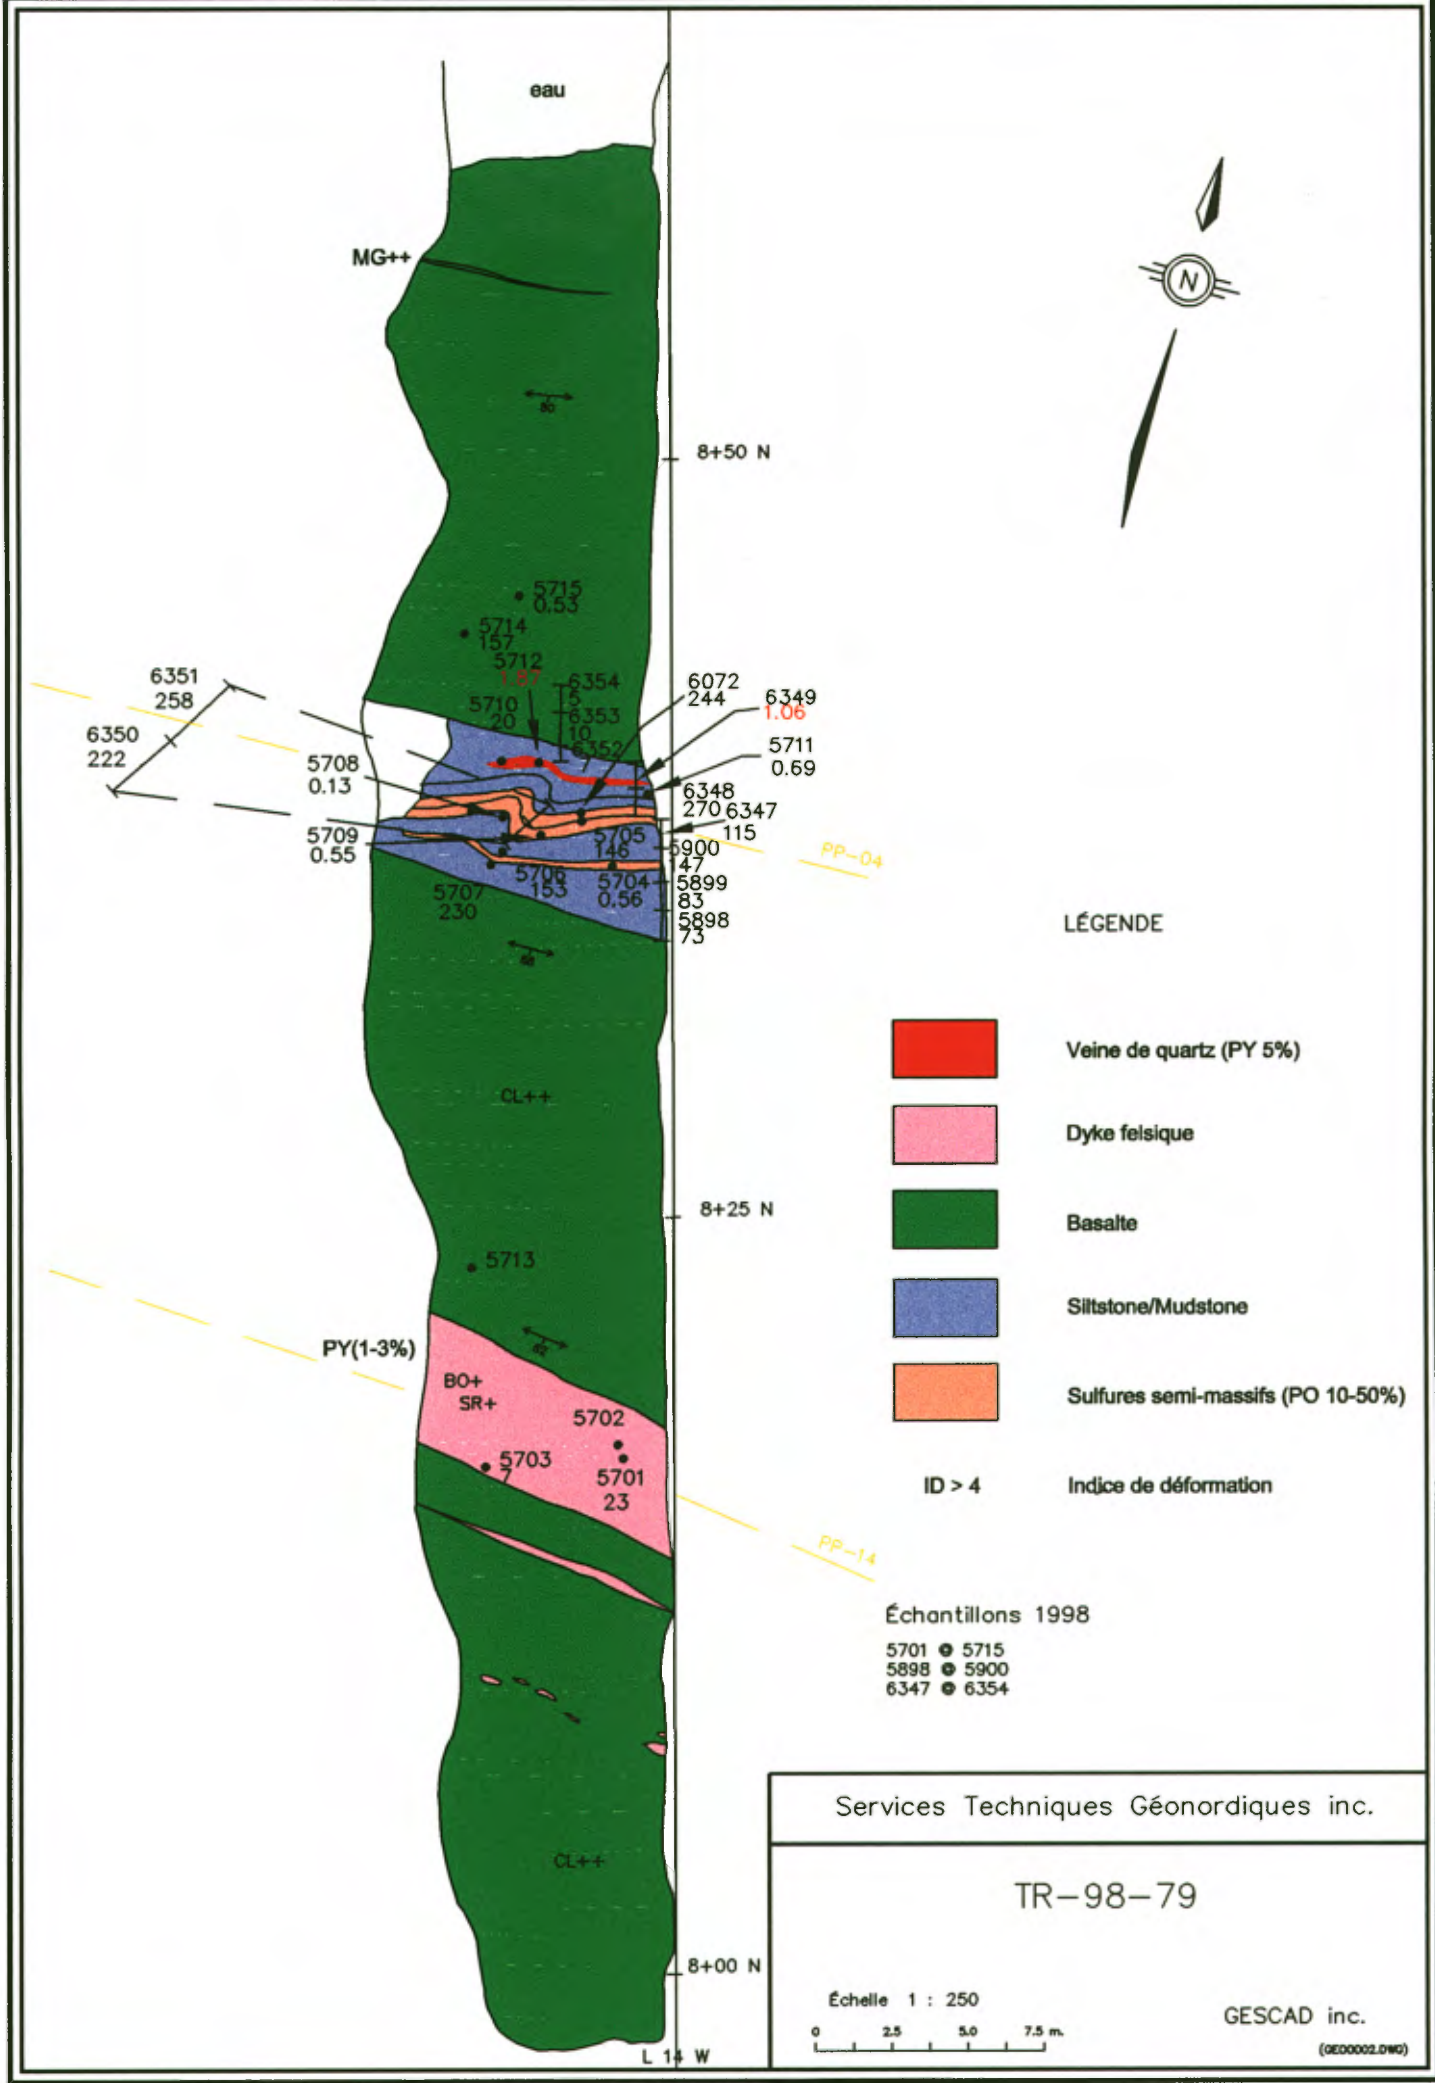 eau
MG++
N
80
8+50 N
5715
0.53
5714
157
5712
1.87
6351
258
6354
5
6072
244
6349
1.06
5710
20
6353
10
6350
222
6352
5711
0.69
5708
0.13
6348
270
6347
115
5709
0.55
5705
146
5900
147
PP-04
5706
153
5704
0.56
5899
83
5707
230
5898
73
LÉGENDE
Veine de quartz (PY 5%)
CL++
Dyke felsique
8+25 N
Basalte
5713
Siltstone/Mudstone
PY(1-3%)
62
BO+
SR+
Sulfures semi-massifs (PO 10-50%)
5702
5703
7
5701
23
ID > 4
Indice de déformation
PP-14
Échantillons 1998
5701 @ 5715
5898 @ 5900
6347 @ 6354
Services Techniques Géonordiques inc.
CL++
TR-98-79
8+00 N
Échelle 1 : 250
GESCAD inc.
0 2.5 5.0 7.5 m.
(GEO0002.DWG)
L 14 W